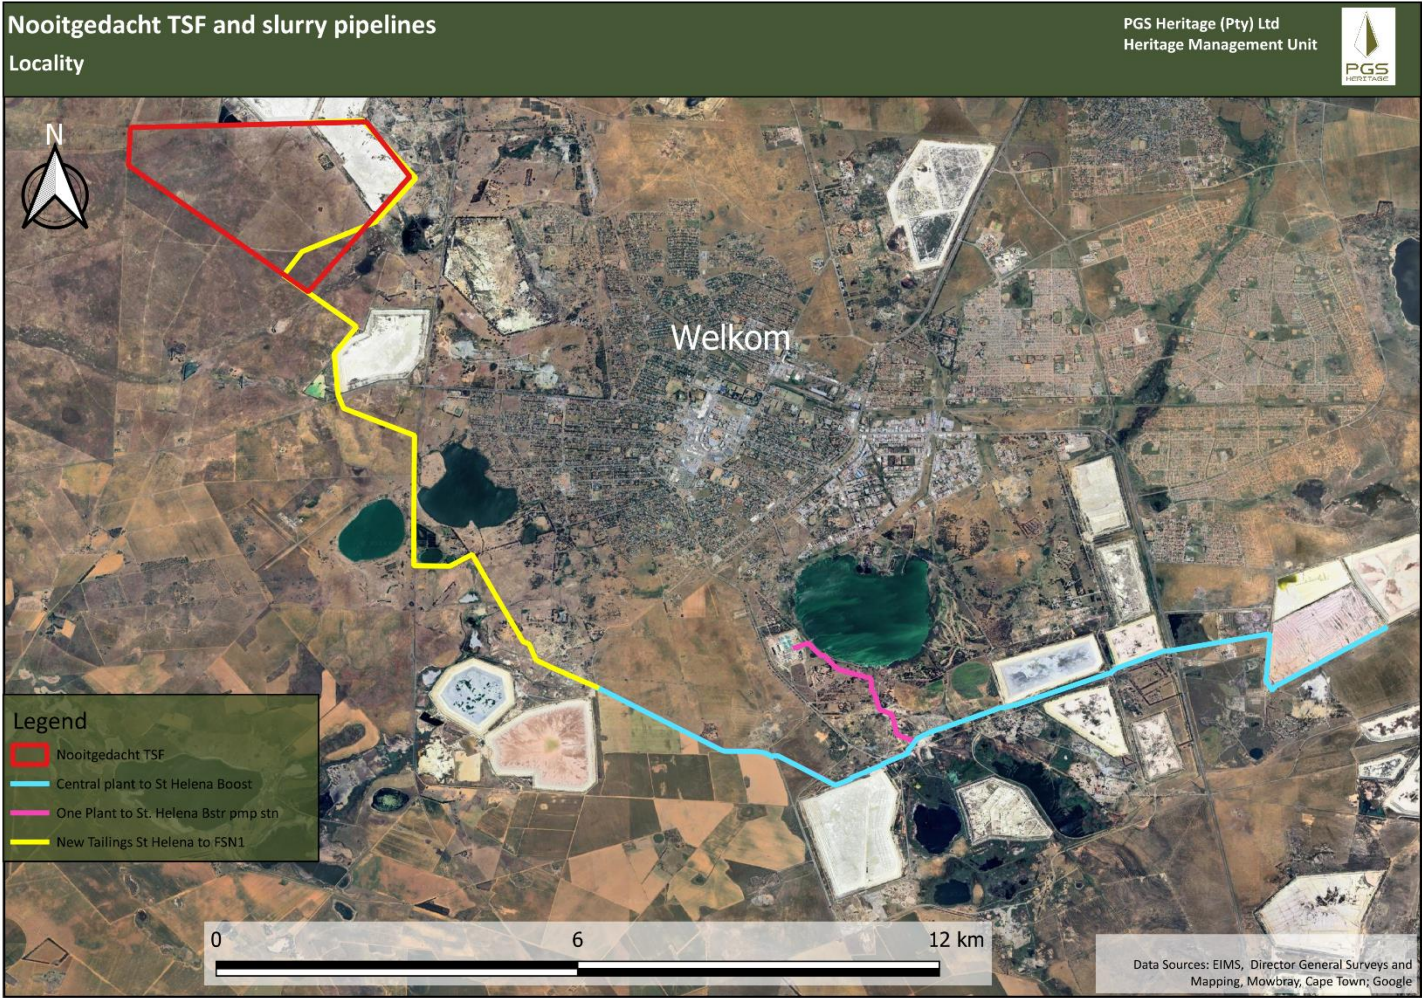 Nooitgedacht TSF and slurry pipelines
Locality
PGS Heritage (Pty) Ltd
Heritage Management Unit
PGS
HERITAGE
N
Welkom
Legend
Nooitgedacht TSF
Central plant to St Helena Boost
One Plant to St. Helena Bstr pmp stn
New Tailings St Helena to FSN1
0 6 12 km
Data Sources: EIMS, Director General Surveys and
Mapping, Mowbray, Cape Town; Google